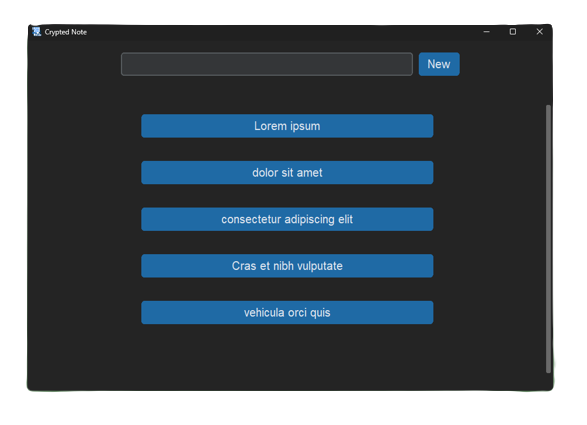 Crypted Note
New
Lorem ipsum
dolor sit amet
consectetur adipiscing elit
Cras et nibh vulputate
vehicula orci quis